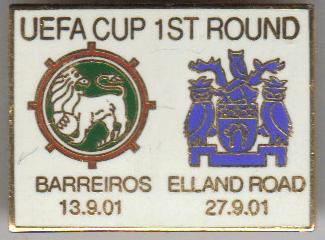 UEFA CUP 1ST ROUND
BARREIROS ELLAND ROAD
13.9.01 27.9.01